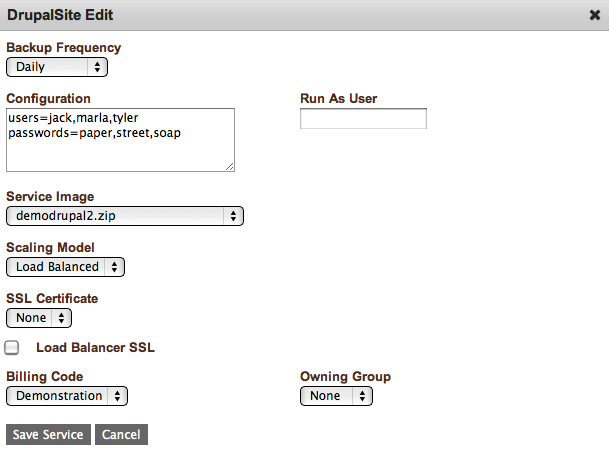 DrupalSite Edit
Backup Frequency
Daily
Configuration Run As User
users=jack,marla,tyler
passwords=paper,street,soap
Service Image
demodrupal2.zip
Scaling Model
Load Balanced
SSL Certificate
None
Load Balancer SSL
Billing Code Owning Group
Demonstration None
Save Service Cancel